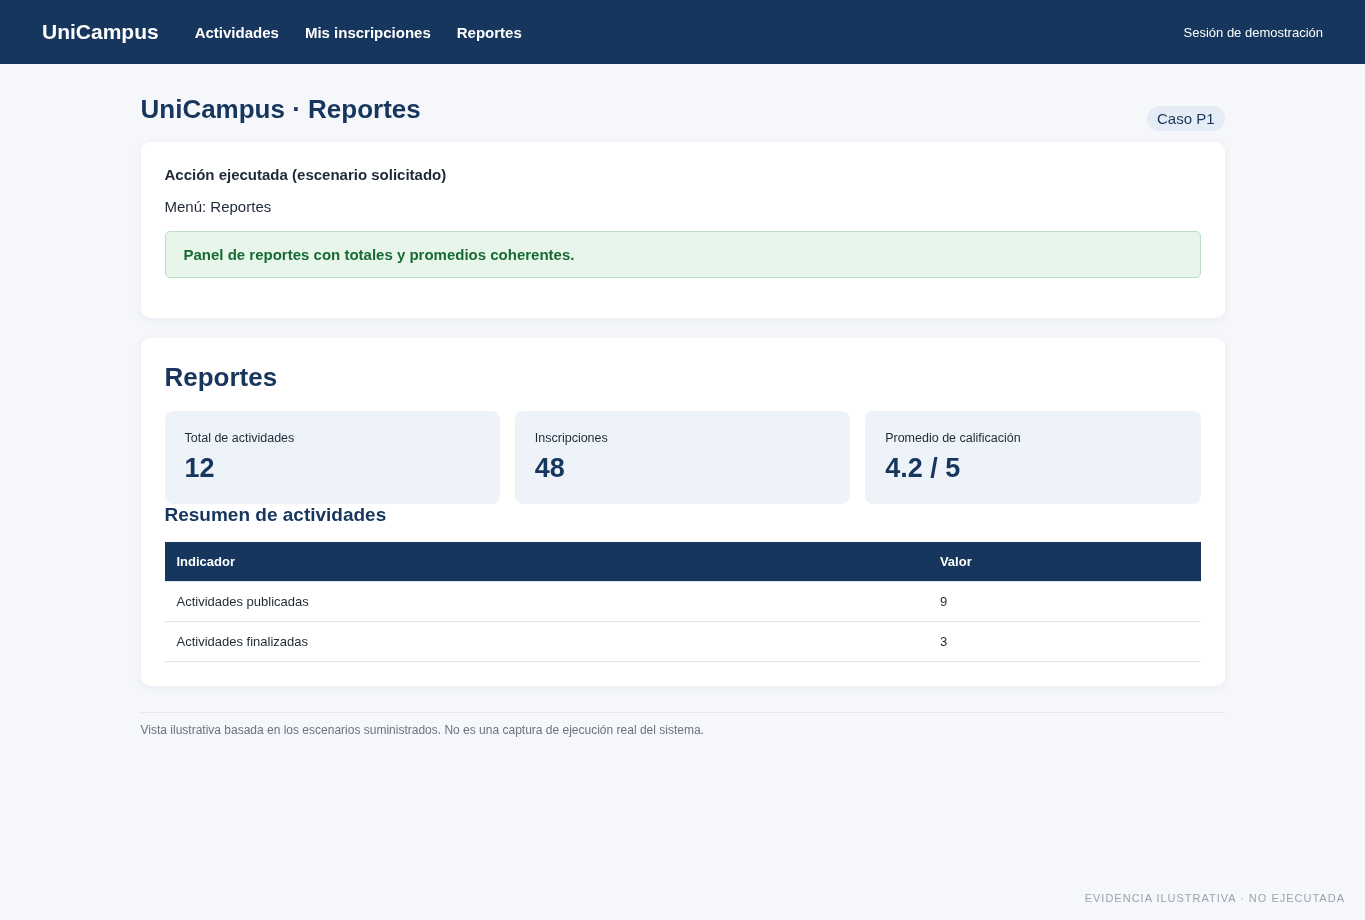 UniCampus Actividades Mis inscripciones Reportes Sesión de demostración
UniCampus · Reportes
Caso P1
Acción ejecutada (escenario solicitado)
Menú: Reportes
Panel de reportes con totales y promedios coherentes.
Reportes
Total de actividades
12
Inscripciones
48
Promedio de calificación
4.2 / 5
Resumen de actividades
Indicador Valor
Actividades publicadas 9
Actividades finalizadas 3
Vista ilustrativa basada en los escenarios suministrados. No es una captura de ejecución real del sistema.
EVIDENCIA ILUSTRATIVA · NO EJECUTADA